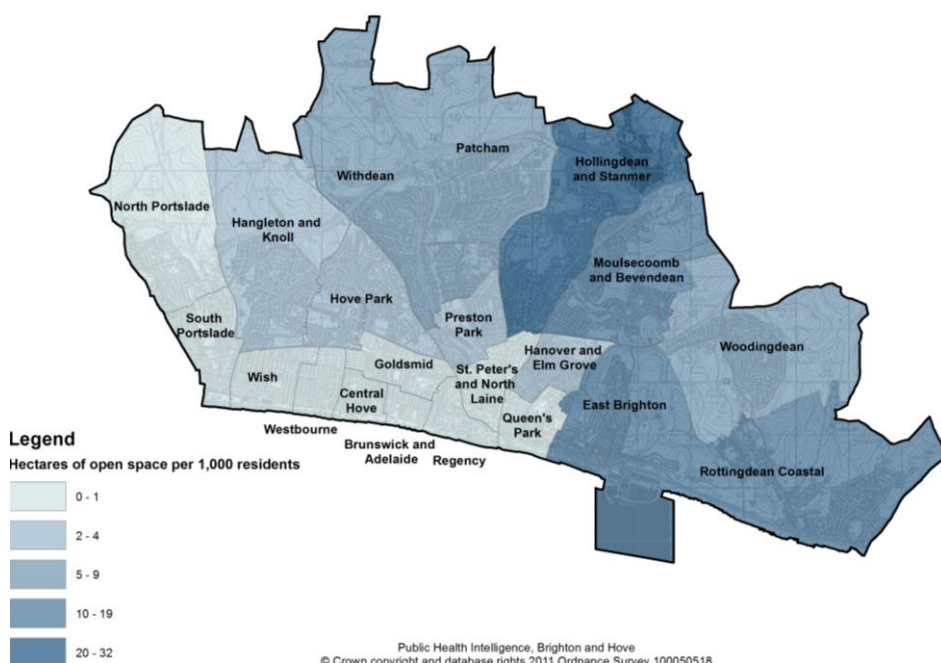 Patcham
Hollingdean
and Stanmer
Withdean
North Portslade
Hangleton and
Knoll
Moulsecoomb
and Bevendean
Hove Park
South
Portslade
Preston
Park
Woodingdean
Goldsmid
St. Peter's
and North
Laine
Hanover and
Elm Grove
Wish
Central
Hove
East Brighton
Queen's
Park
Westbourne
Brunswick and
Adelaide
Regency
Rottingdean Coastal
Legend
Hectares of open space per 1,000 residents
0 - 1
2 - 4
5 - 9
10 - 19
20 - 32
Public Health Intelligence, Brighton and Hove
© Crown copyright and database rights 2011 Ordnance Survey 100050518